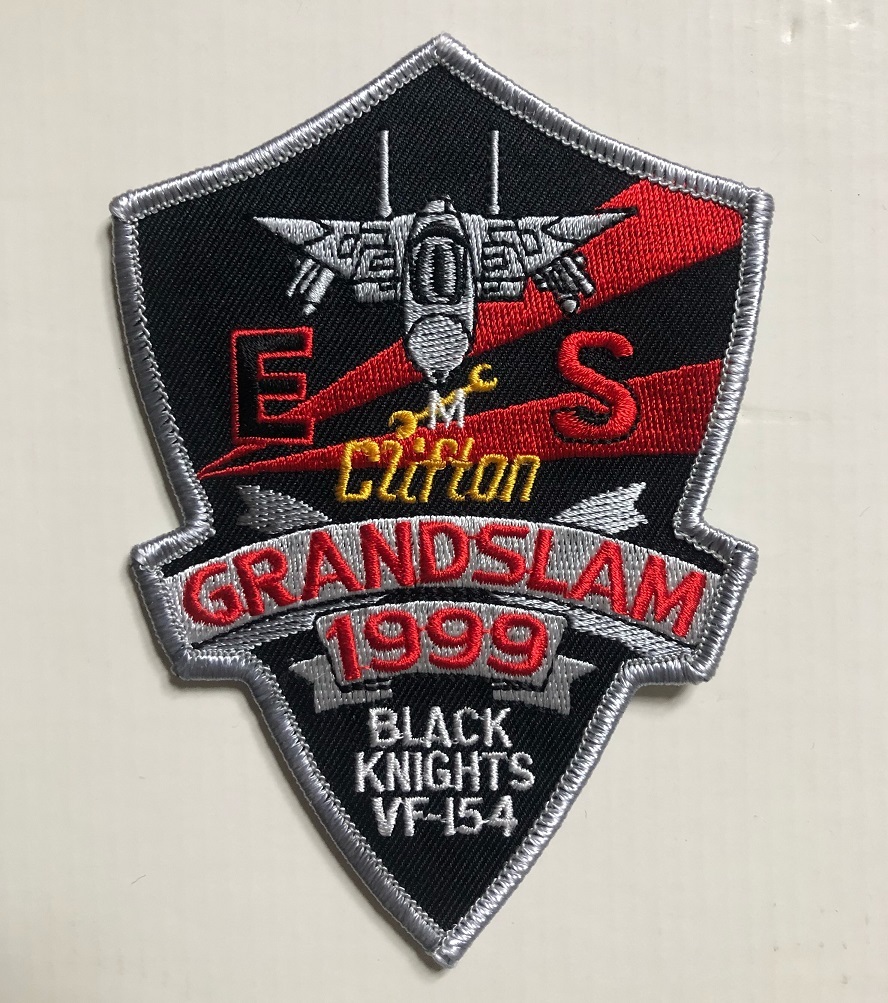 E S
M
Clifton
GRANDSLAM
1999
BLACK
KNIGHTS
VF-154